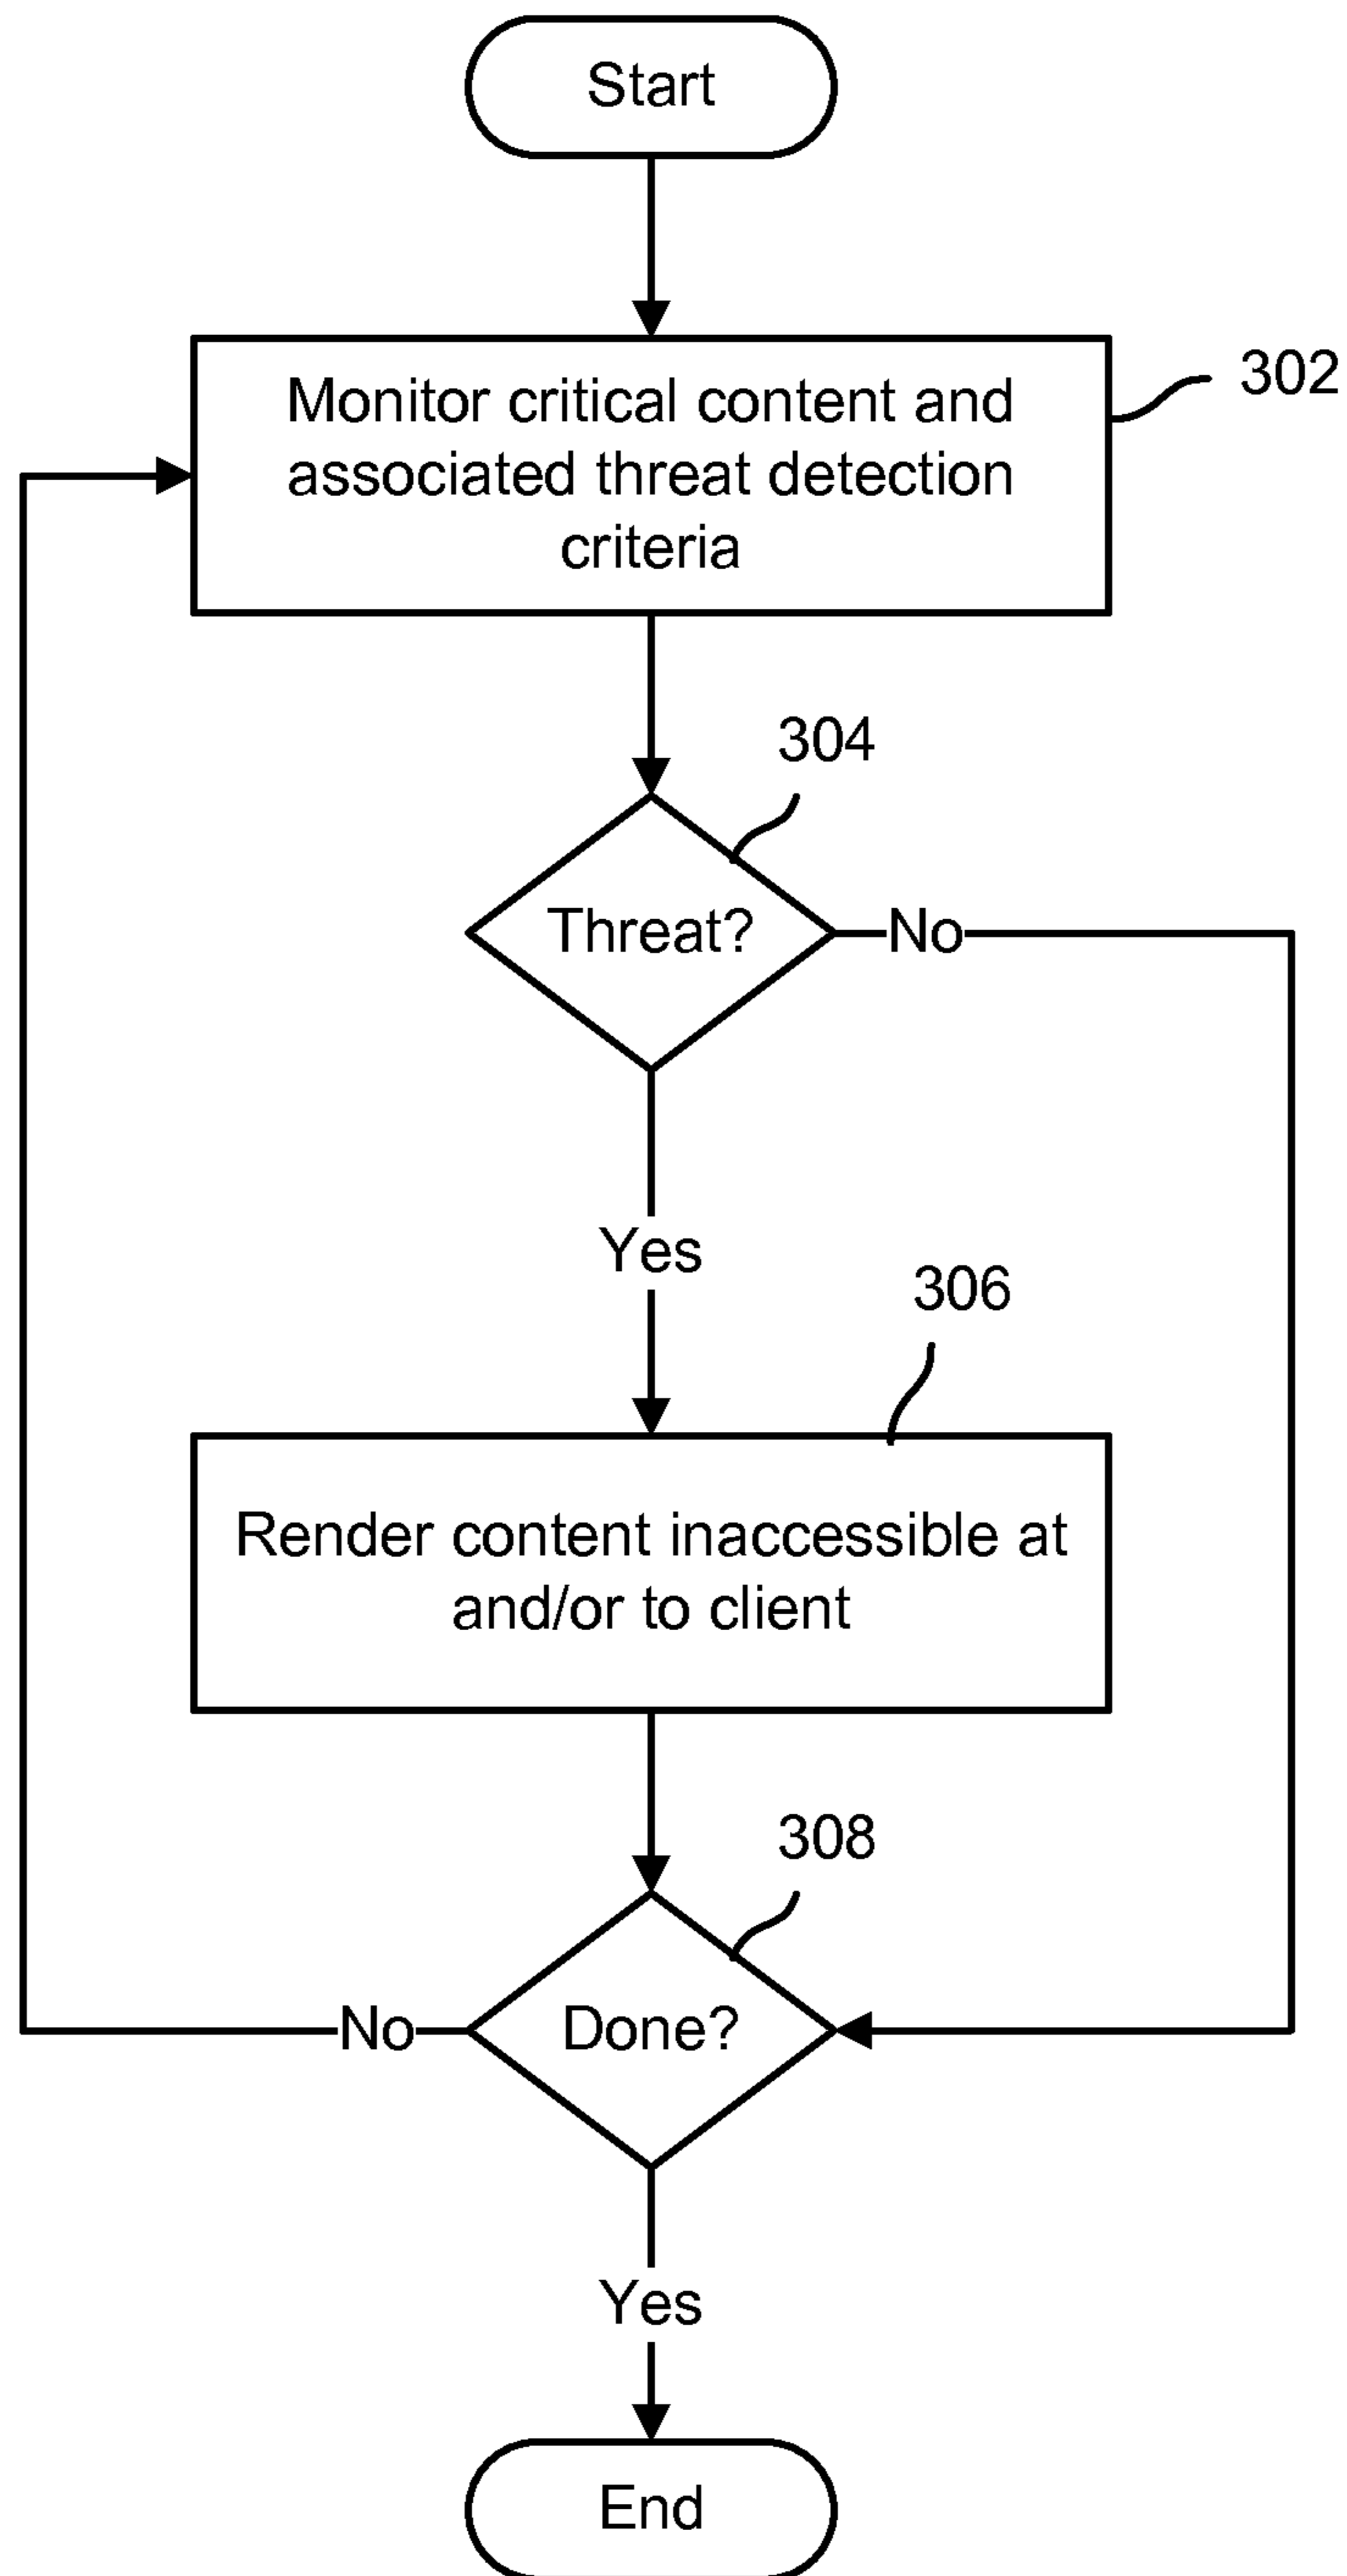 Start
Monitor critical content and
associated threat detection
criteria
302
304
Threat?
No
Yes
306
Render content inaccessible at
and/or to client
308
No
Done?
Yes
End